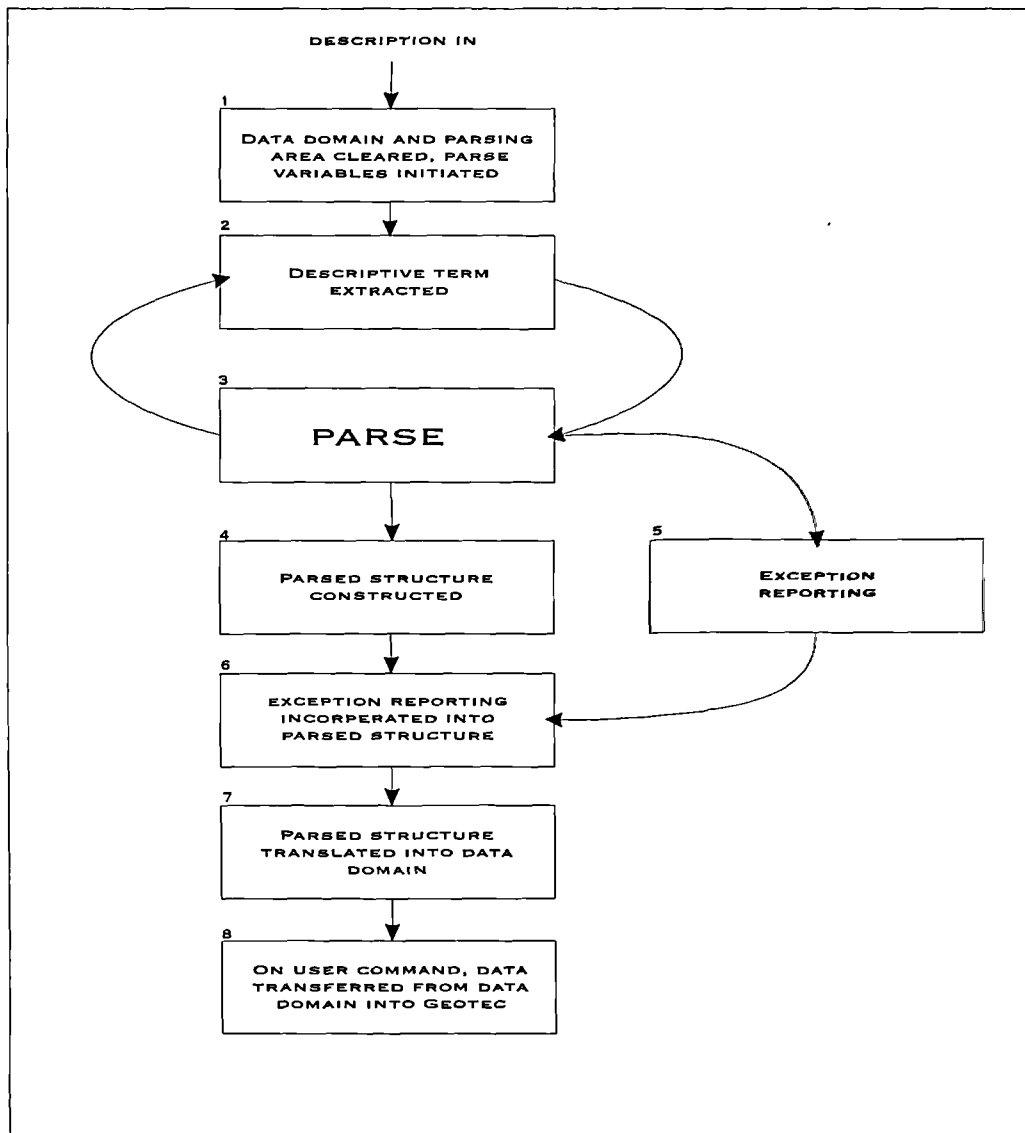 DESCRIPTION IN
1
DATA DOMAIN AND PARSING
AREA CLEARED, PARSE
VARIABLES INITIATED
2
DESCRIPTIVE TERM
EXTRACTED
3
PARSE
4
PARSED STRUCTURE
CONSTRUCTED
5
EXCEPTION
REPORTING
6
EXCEPTION REPORTING
INCORPERATED INTO
PARSED STRUCTURE
7
PARSED STRUCTURE
TRANSLATED INTO DATA
DOMAIN
8
ON USER COMMAND, DATA
TRANSFERRED FROM DATA
DOMAIN INTO GEOTEC